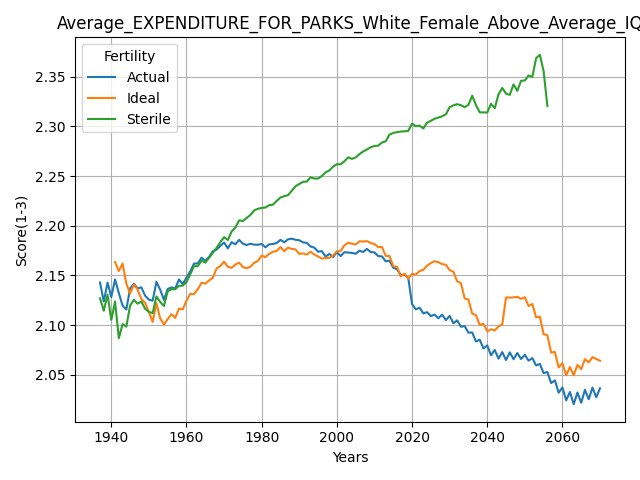 Average_EXPENDITURE_FOR_PARKS_White_Female_Above_Average_IQ
Fertility
Actual
Ideal
Sterile
Score(1-3)
2.35
2.30
2.25
2.20
2.15
2.10
2.05
1940 1960 1980 2000 2020 2040 2060
Years